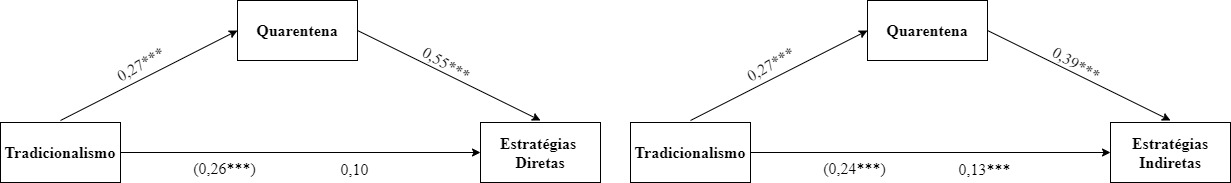 Quarentena
0,27***
0,55***
Tradicionalismo
Estratégias
Diretas
(0,26***)
0,10
Quarentena
0,27***
0,39***
Tradicionalismo
Estratégias
Indiretas
(0,24***)
0,13***